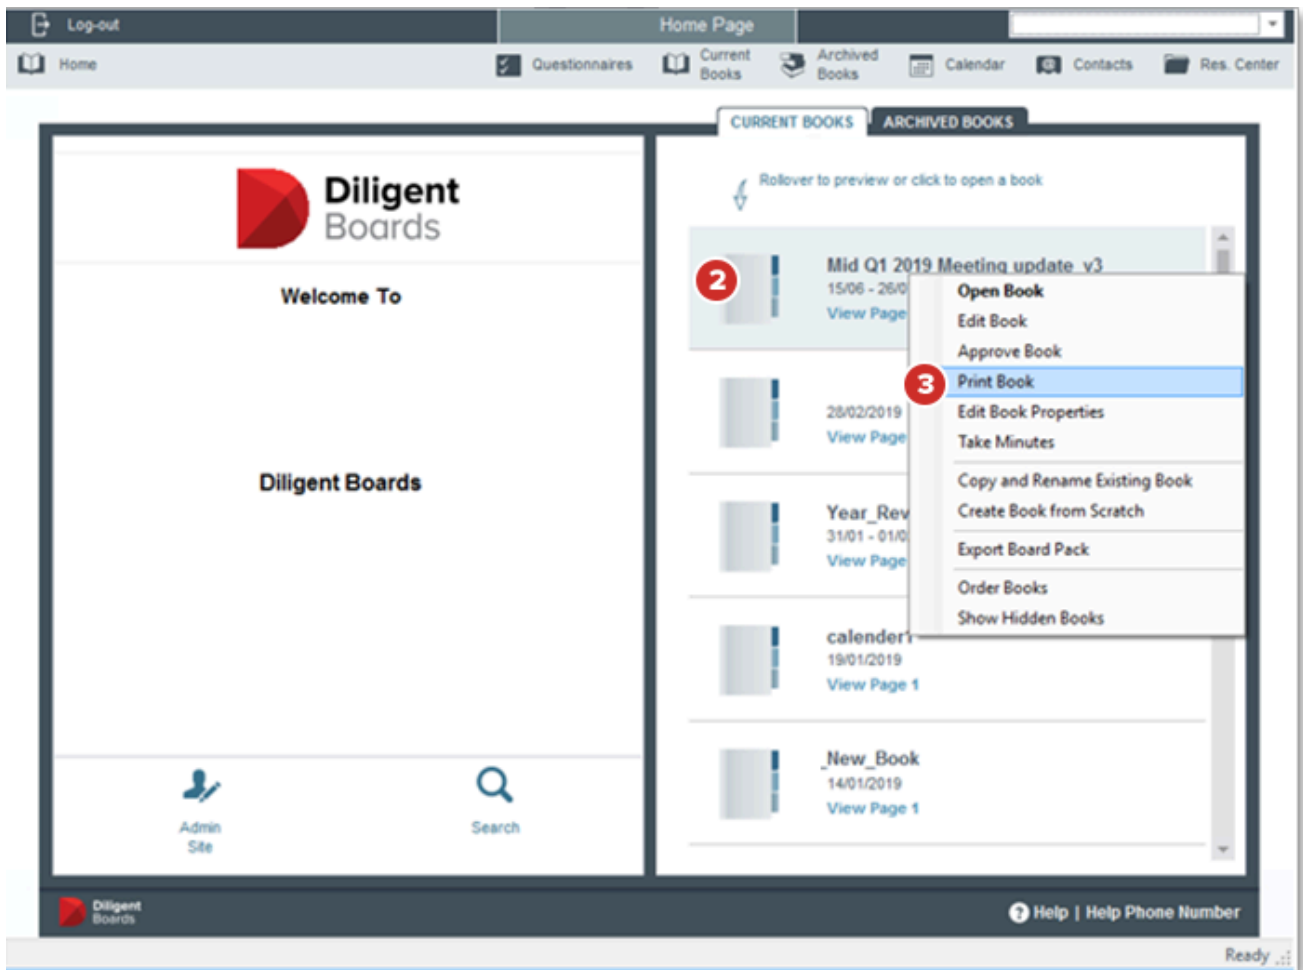 Log-out
Home Page
Home
Questionnaires
Current
Books
Archived
Books
Calendar
Contacts
Res. Center
CURRENT BOOKS
ARCHIVED BOOKS
Diligent
Boards
Welcome To
Diligent Boards
Admin
Site
Search
Rollover to preview or click to open a book
2
Mid Q1 2019 Meeting update_v3
15/06 - 26/0
View Page
28/02/2019
View Page
Year_Rev
31/01 - 01/0
View Page
calender1
19/01/2019
View Page 1
_New_Book
14/01/2019
View Page 1
Open Book
Edit Book
Approve Book
3
Print Book
Edit Book Properties
Take Minutes
Copy and Rename Existing Book
Create Book from Scratch
Export Board Pack
Order Books
Show Hidden Books
Diligent
Boards
? Help | Help Phone Number
Ready